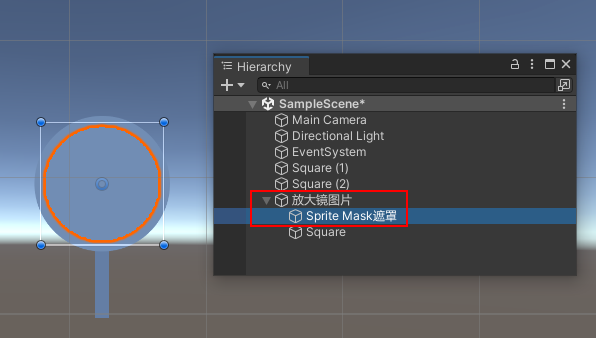 Hierarchy
All
SampleScene*
Main Camera
Directional Light
EventSystem
Square (1)
Square (2)
放大镜图片
Sprite Mask遮罩
Square